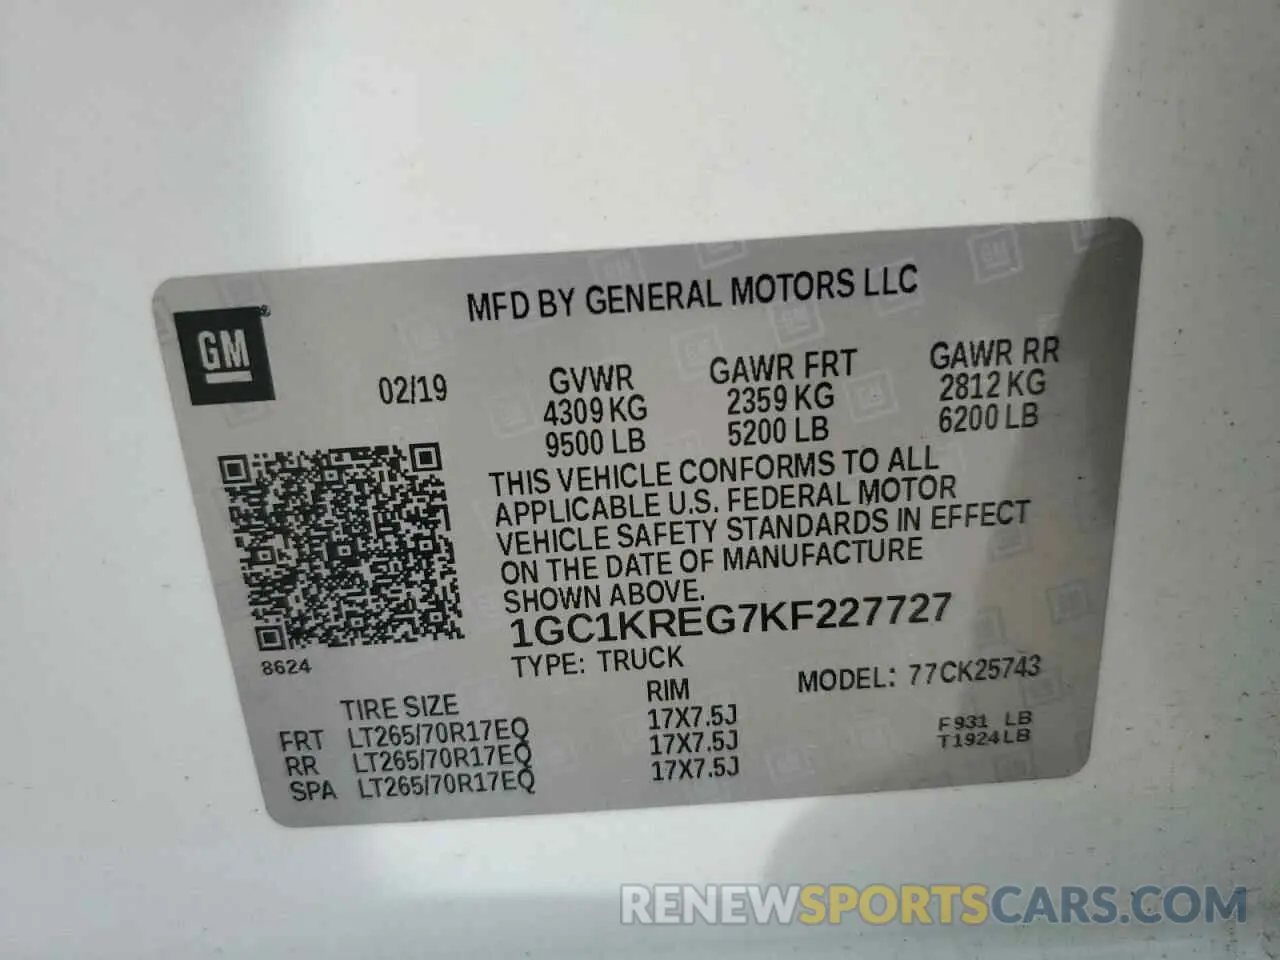 MFD BY GENERAL MOTORS LLC
GM
02/19
GVWR
4309 KG
9500 LB
GAWR FRT
2359 KG
5200 LB
GAWR RR
2812 KG
6200 LB
THIS VEHICLE CONFORMS TO ALL
APPLICABLE U.S. FEDERAL MOTOR
VEHICLE SAFETY STANDARDS IN EFFECT
ON THE DATE OF MANUFACTURE
SHOWN ABOVE.
1GC1KREG7KF227727
8624
TYPE: TRUCK
MODEL: 77CK25743
TIRE SIZE RIM
FRT LT265/70R17EQ 17X7.5J
RR LT265/70R17EQ 17X7.5J
SPA LT265/70R17EQ 17X7.5J
F931 LB
T1924LB
RENEWSPORTSCARS.COM